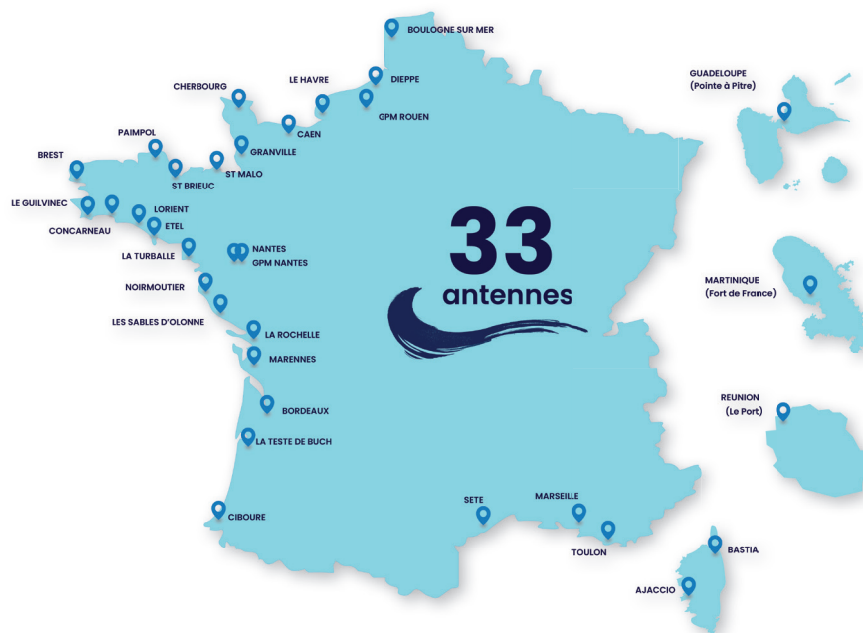 BOULOGNE SUR MER
DIEPPE
LE HAVRE
CHERBOURG
GPM ROUEN
CAEN
PAIMPOL
GRANVILLE
BREST
ST MALO
ST BRIEUC
LE GUILVINEC
LORIENT
ETEL
CONCARNEAU
LA TURBALLE
NANTES
GPM NANTES
NOIRMOUTIER
LES SABLES D'OLONNE
LA ROCHELLE
MARENNES
BORDEAUX
LA TESTE DE BUCH
CIBOURE
SETE
MARSEILLE
TOULON
BASTIA
AJACCIO
33
antennes
GUADELOUPE
(Pointe à Pitre)
MARTINIQUE
(Fort de France)
REUNION
(Le Port)